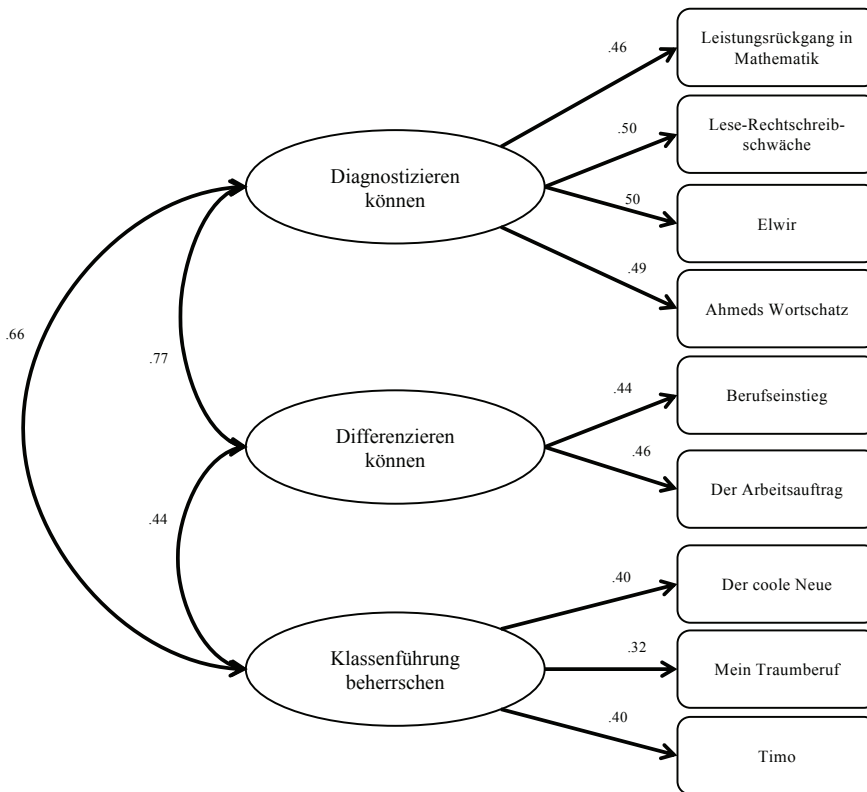 .46
Leistungsrückgang in
Mathematik
.50
Lese-Rechtschreib-
schwäche
Diagnostizieren
können
.50
Elwir
.49
Ahmeds Wortschatz
.66
.77
.44
Berufseinstieg
Differenzieren
können
.46
Der Arbeitsauftrag
.44
.40
Der coole Neue
.32
Klassenführung
beherrschen
Mein Traumberuf
.40
Timo